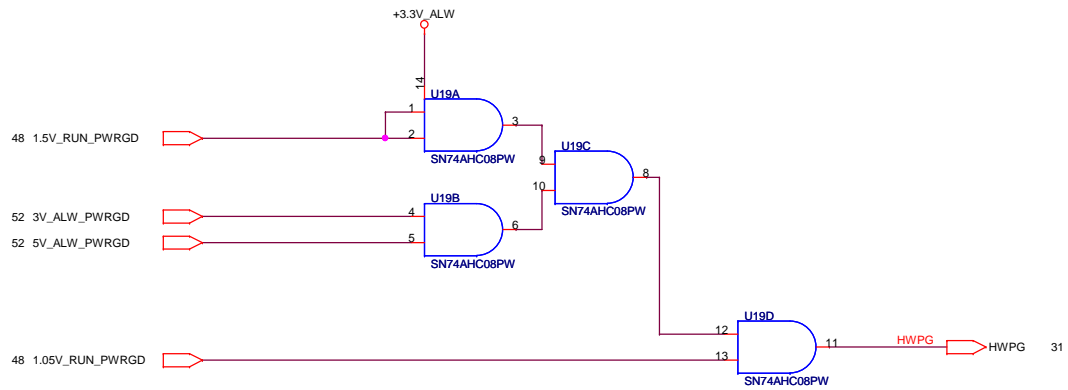 +3.3V_ALW
14
U19A
1
3
48 1.5V_RUN_PWRGD
2
SN74AHC08PW
U19C
9
8
10
U19B
SN74AHC08PW
52 3V_ALW_PWRGD
4
6
52 5V_ALW_PWRGD
5
SN74AHC08PW
U19D
12
HWPG
11
HWPG 31
48 1.05V_RUN_PWRGD
13
SN74AHC08PW